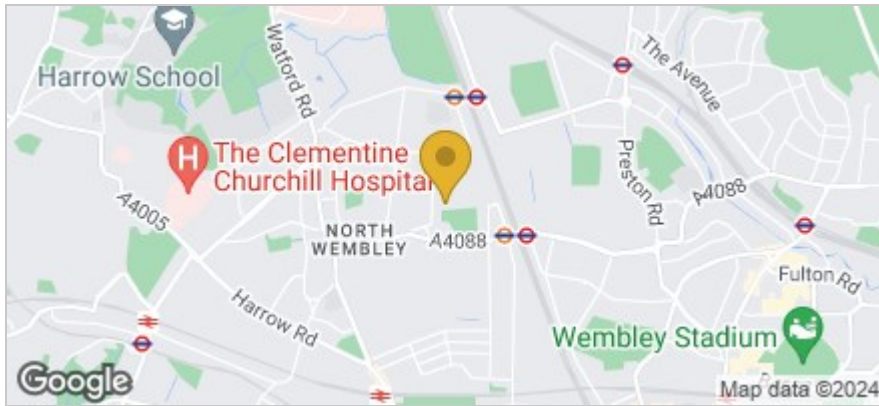 Harrow School
Watford Rd
The Avenue
H
The Clementine
Churchill Hospital
Preston Rd
A4088
A4005
NORTH
WEMBLEY
A4088
Fulton Rd
Harrow Rd
Wembley Stadium
Google
Map data ©2024